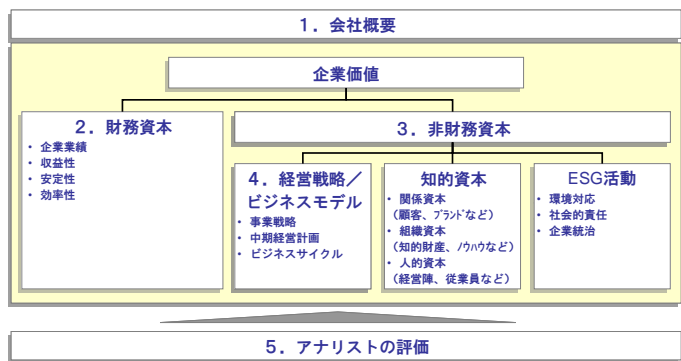 1．会社概要
企業価値
2．財務資本
・ 企業業績
・ 収益性
・ 安定性
・ 効率性
3．非財務資本
4．経営戦略／
ビジネスモデル
・ 事業戦略
・ 中期経営計画
・ ビジネスサイクル
知的資本
・ 関係資本
（顧客、ﾌﾞﾗﾝﾄﾞなど）
・ 組織資本
（知的財産、ﾉｳﾊｳなど）
・ 人的資本
（経営陣、従業員など）
ESG活動
・ 環境対応
・ 社会的責任
・ 企業統治
5．アナリストの評価